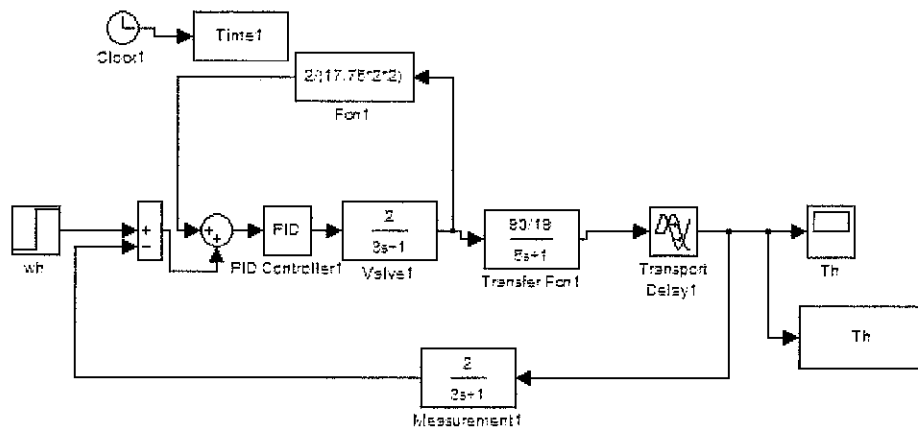 Time1
Clock1
2/(17.75*2*2)
Fcn1
+
−
+
+
PID
2
3s+1
80/18
5s+1
wh
PID Controller1
Valve1
Transfer Fcn1
Transport
Delay1
Th
Th
2
2s+1
Measurement1